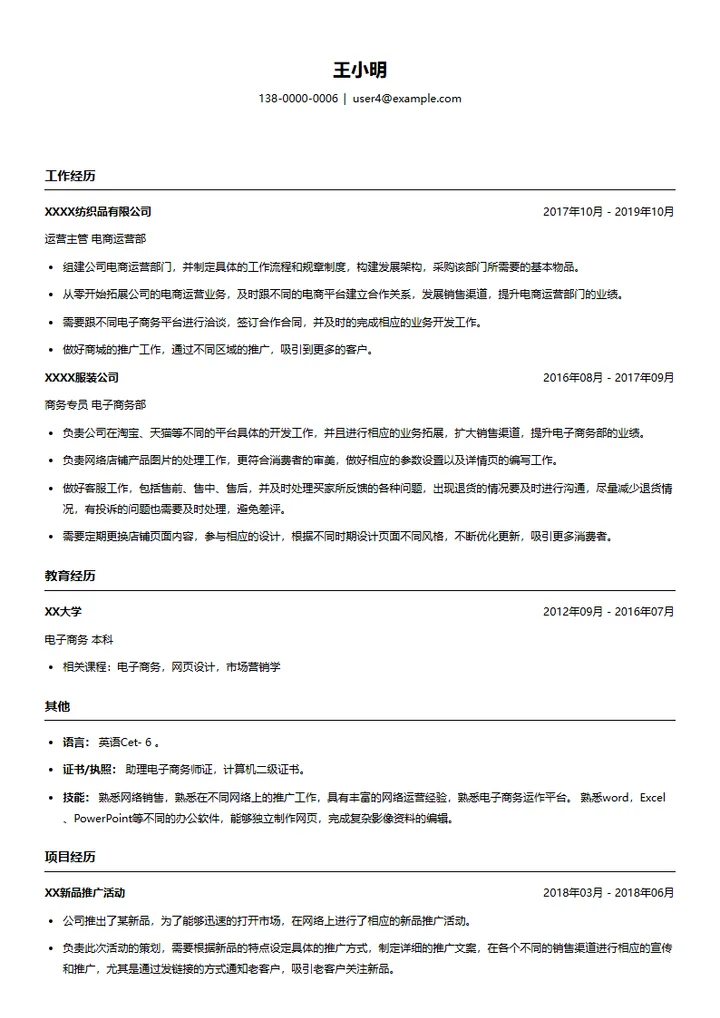 王小明
138-0000-0006 | user4@example.com
工作经历
XXXX纺织品有限公司 2017年10月 - 2019年10月
运营主管 电商运营部
• 组建公司电商运营部门，并制定具体的工作流程和规章制度，构建发展架构，采购该部门所需要的基本物品。
• 从零开始拓展公司的电商运营业务，及时跟不同的电商平台建立合作关系，发展销售渠道，提升电商运营部门的业绩。
• 需要跟不同电子商务平台进行洽谈，签订合作合同，并及时的完成相应的业务开发工作。
• 做好商城的推广工作，通过不同区域的推广，吸引到更多的客户。
XXXX服装公司 2016年08月 - 2017年09月
商务专员 电子商务部
• 负责公司在淘宝、天猫等不同的平台具体的开发工作，并且进行相应的业务拓展，扩大销售渠道，提升电子商务部的业绩。
• 负责网络店铺产品图片的处理工作，更符合消费者的审美，做好相应的参数设置以及详情页的编写工作。
• 做好客服工作，包括售前、售中、售后，并及时处理买家所反馈的各种问题，出现退货的情况要及时进行沟通，尽量减少退货情
况，有投诉的问题也需要及时处理，避免差评。
• 需要定期更换店铺页面内容，参与相应的设计，根据不同时期设计页面不同风格，不断优化更新，吸引更多消费者。
教育经历
XX大学 2012年09月 - 2016年07月
电子商务 本科
• 相关课程：电子商务，网页设计，市场营销学
其他
• 语言： 英语Cet- 6 。
• 证书/执照： 助理电子商务师证，计算机二级证书。
• 技能： 熟悉网络销售，熟悉在不同网络上的推广工作，具有丰富的网络运营经验，熟悉电子商务运作平台。 熟悉word，Excel
、PowerPoint等不同的办公软件，能够独立制作网页，完成复杂影像资料的编辑。
项目经历
XX新品推广活动 2018年03月 - 2018年06月
• 公司推出了某新品，为了能够迅速的打开市场，在网络上进行了相应的新品推广活动。
• 负责此次活动的策划，需要根据新品的特点设定具体的推广方式，制定详细的推广文案，在各个不同的销售渠道进行相应的宣传
和推广，尤其是通过发链接的方式通知老客户，吸引老客户关注新品。